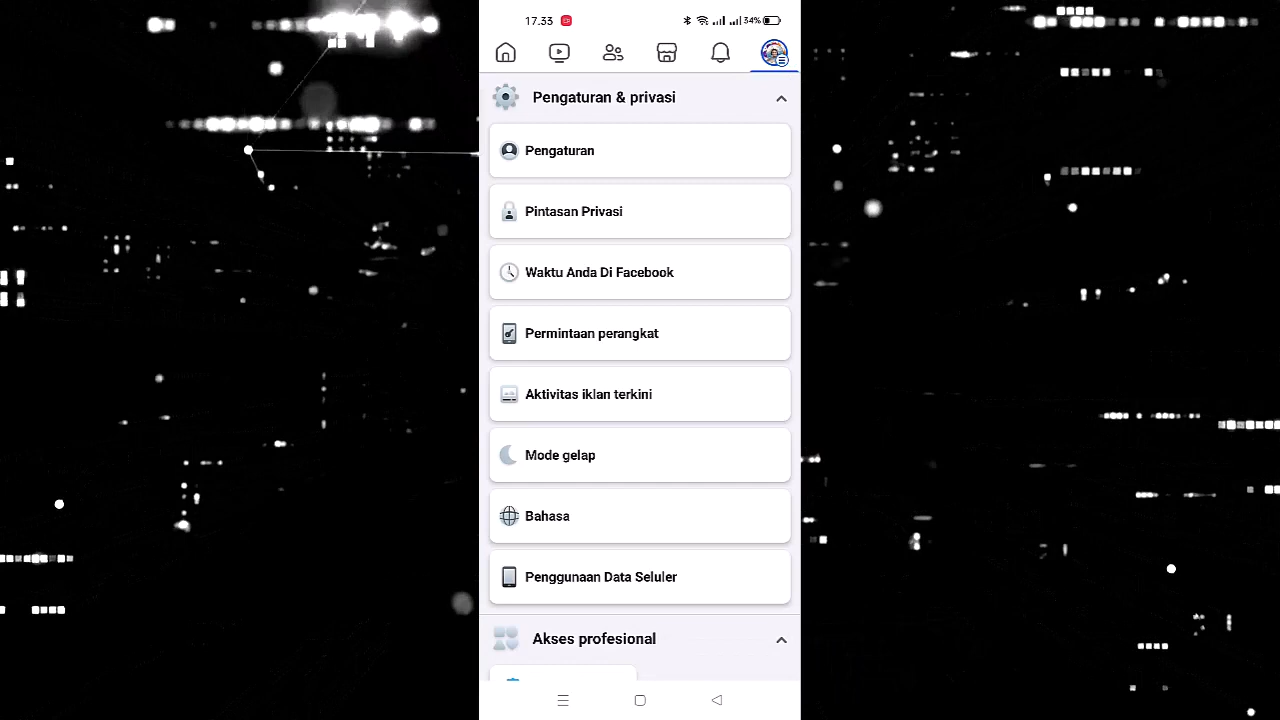 17.33
34%
Pengaturan & privasi
Pengaturan
Pintasan Privasi
Waktu Anda Di Facebook
Permintaan perangkat
Aktivitas iklan terkini
Mode gelap
Bahasa
Penggunaan Data Seluler
Akses profesional